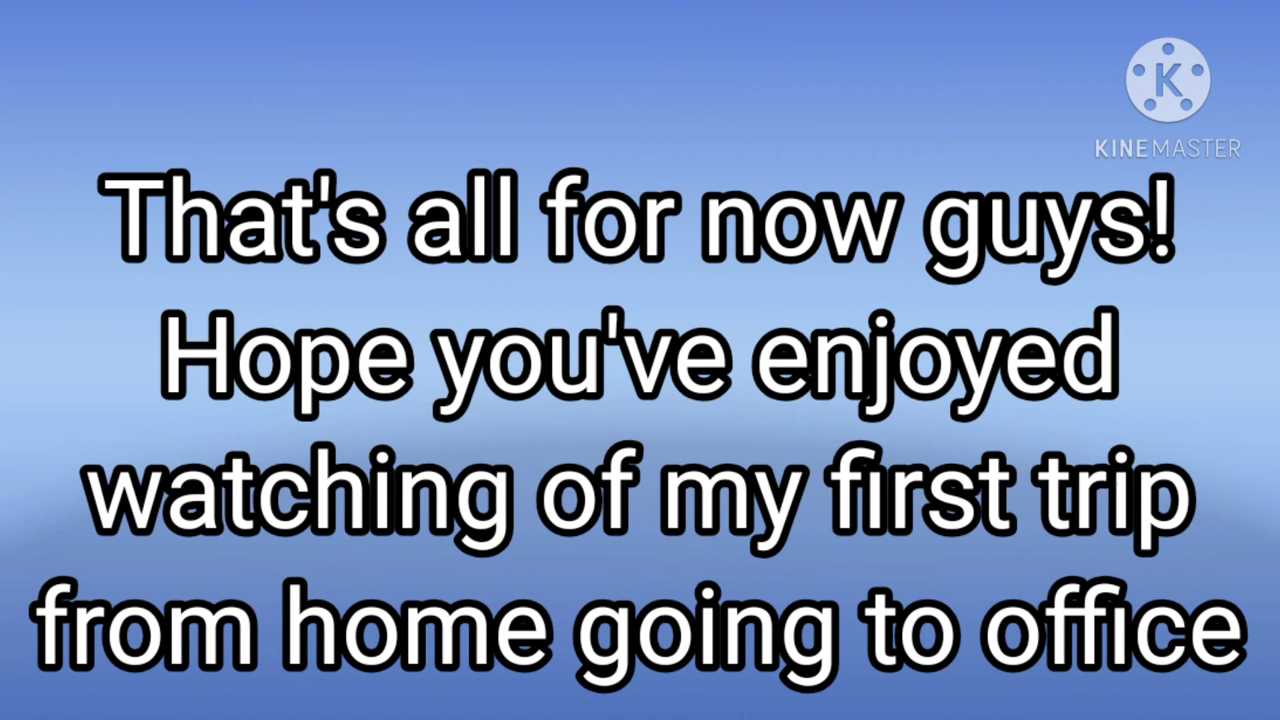 K
KINEMASTER
That's all for now guys!
Hope you've enjoyed
watching of my first trip
from home going to office